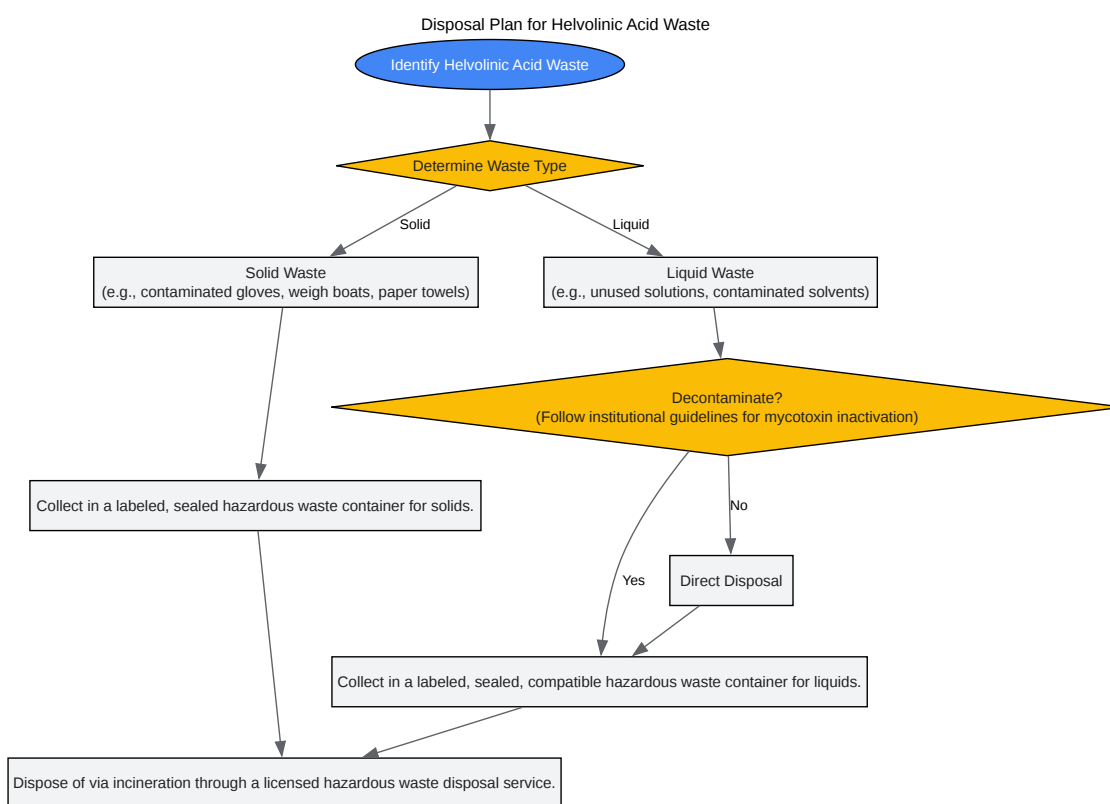 Disposal Plan for Helvolinic Acid Waste
Identify Helvolinic Acid Waste
Determine Waste Type
Solid
Liquid
Solid Waste
(e.g., contaminated gloves, weigh boats, paper towels)
Liquid Waste
(e.g., unused solutions, contaminated solvents)
Decontaminate?
(Follow institutional guidelines for mycotoxin inactivation)
Collect in a labeled, sealed hazardous waste container for solids.
No
Yes
Direct Disposal
Collect in a labeled, sealed, compatible hazardous waste container for liquids.
Dispose of via incineration through a licensed hazardous waste disposal service.